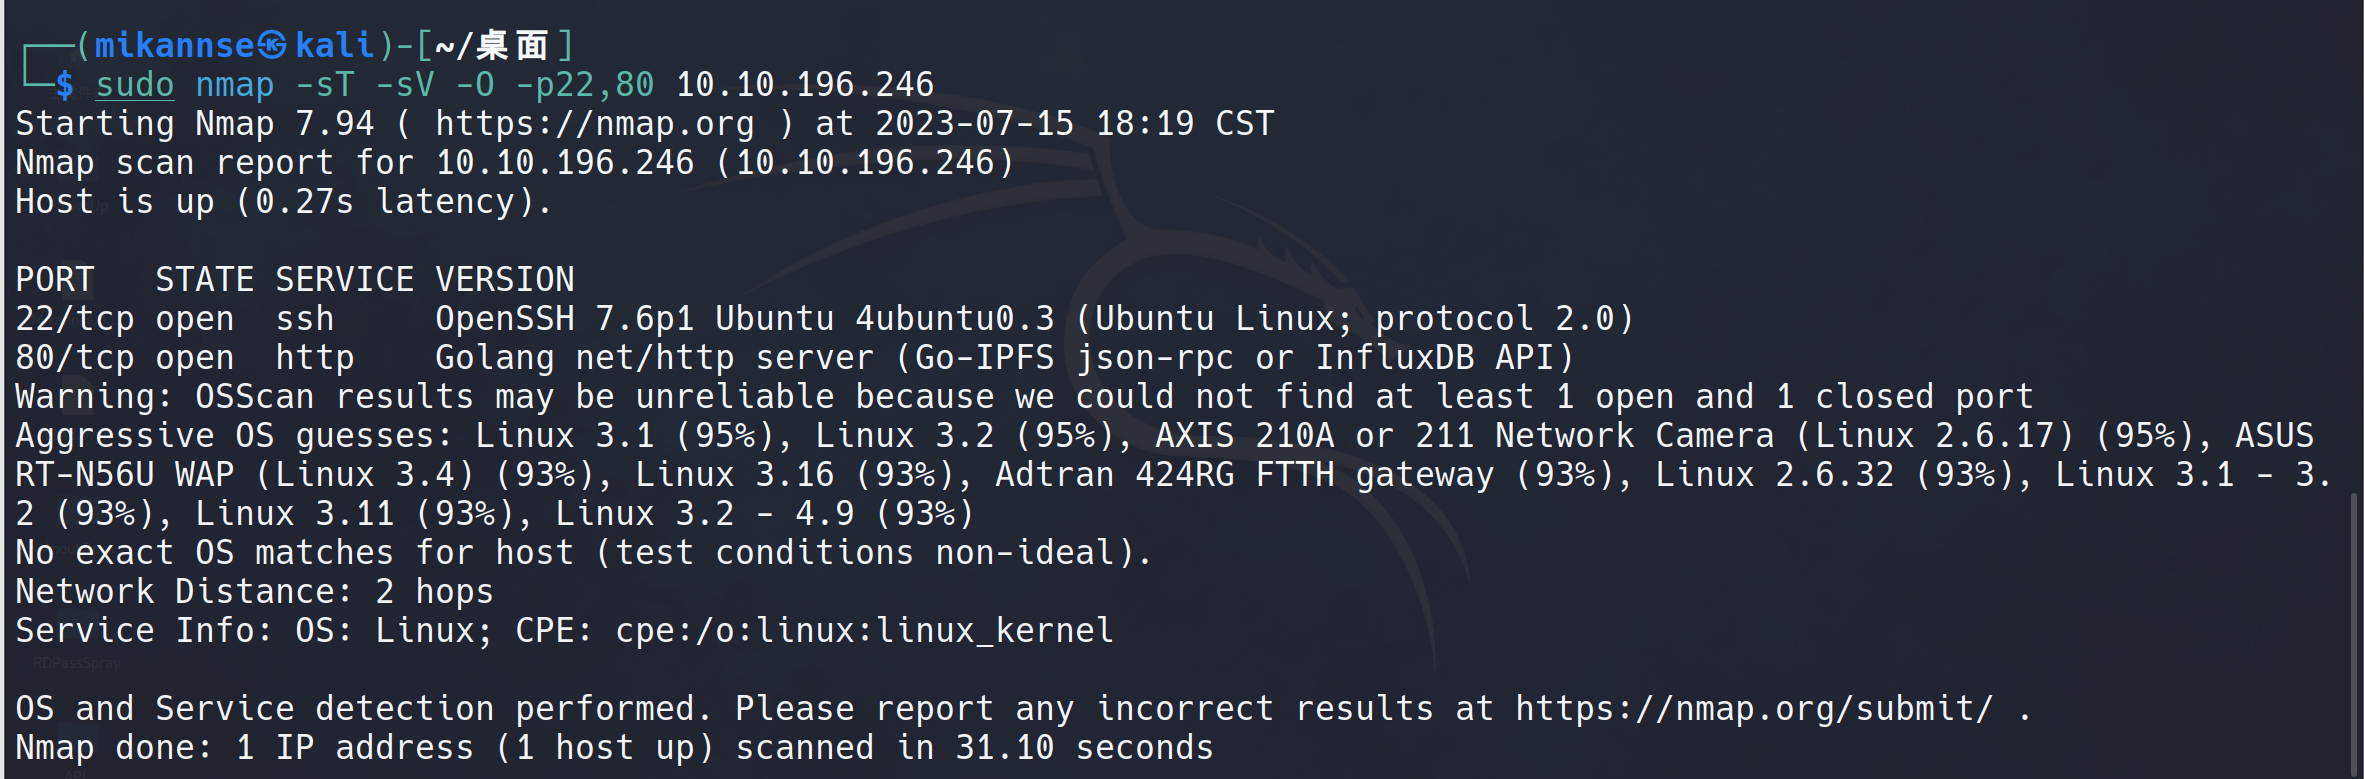 ┌──(mikannse㉿kali)-[~/桌面]
└─$ sudo nmap -sT -sV -O -p22,80 10.10.196.246
Starting Nmap 7.94 ( https://nmap.org ) at 2023-07-15 18:19 CST
Nmap scan report for 10.10.196.246 (10.10.196.246)
Host is up (0.27s latency).
PORT   STATE SERVICE VERSION
22/tcp open  ssh     OpenSSH 7.6p1 Ubuntu 4ubuntu0.3 (Ubuntu Linux; protocol 2.0)
80/tcp open  http    Golang net/http server (Go-IPFS json-rpc or InfluxDB API)
Warning: OSScan results may be unreliable because we could not find at least 1 open and 1 closed port
Aggressive OS guesses: Linux 3.1 (95%), Linux 3.2 (95%), AXIS 210A or 211 Network Camera (Linux 2.6.17) (95%), ASUS
RT-N56U WAP (Linux 3.4) (93%), Linux 3.16 (93%), Adtran 424RG FTTH gateway (93%), Linux 2.6.32 (93%), Linux 3.1 - 3.
2 (93%), Linux 3.11 (93%), Linux 3.2 - 4.9 (93%)
No exact OS matches for host (test conditions non-ideal).
Network Distance: 2 hops
Service Info: OS: Linux; CPE: cpe:/o:linux:linux_kernel
RDPassSpray
OS and Service detection performed. Please report any incorrect results at https://nmap.org/submit/ .
Nmap done: 1 IP address (1 host up) scanned in 31.10 seconds